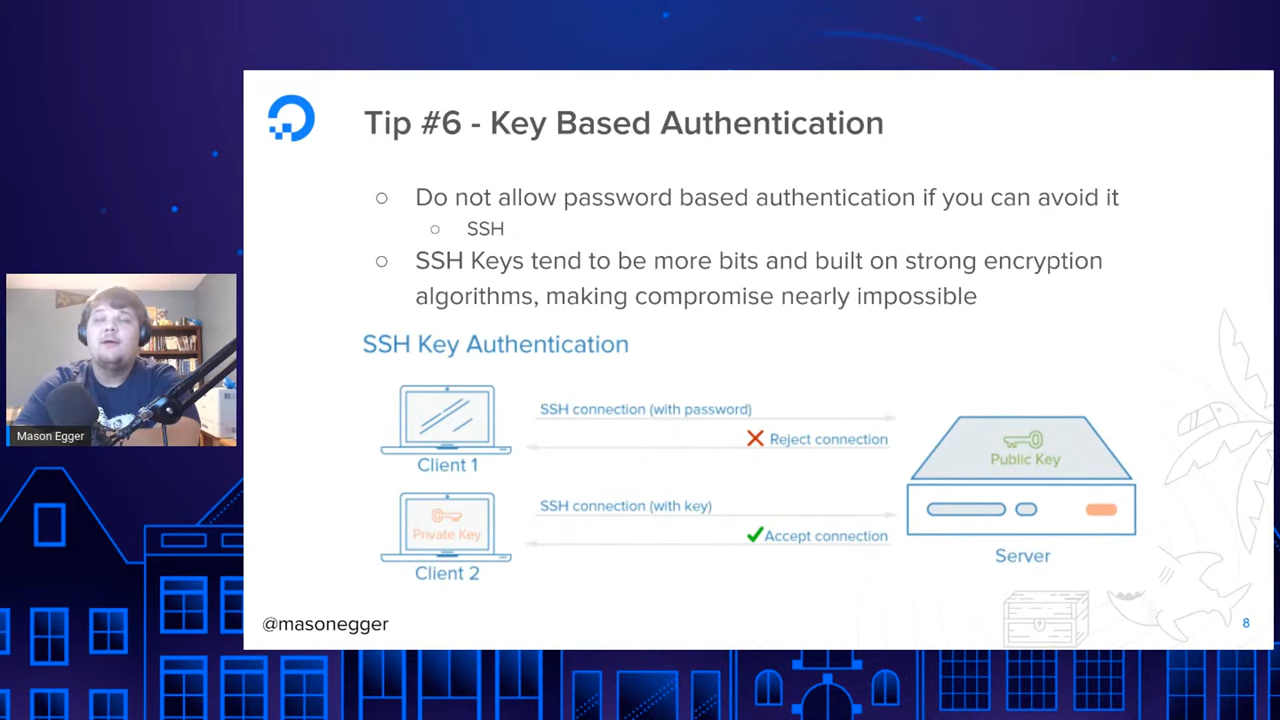 Tip #6 - Key Based Authentication
○ Do not allow password based authentication if you can avoid it
○ SSH
○ SSH Keys tend to be more bits and built on strong encryption
algorithms, making compromise nearly impossible
SSH Key Authentication
SSH connection (with password)
Reject connection
Client 1
Public Key
SSH connection (with key)
Private Key
Accept connection
Client 2
Server
Mason Egger
@masonegger
8